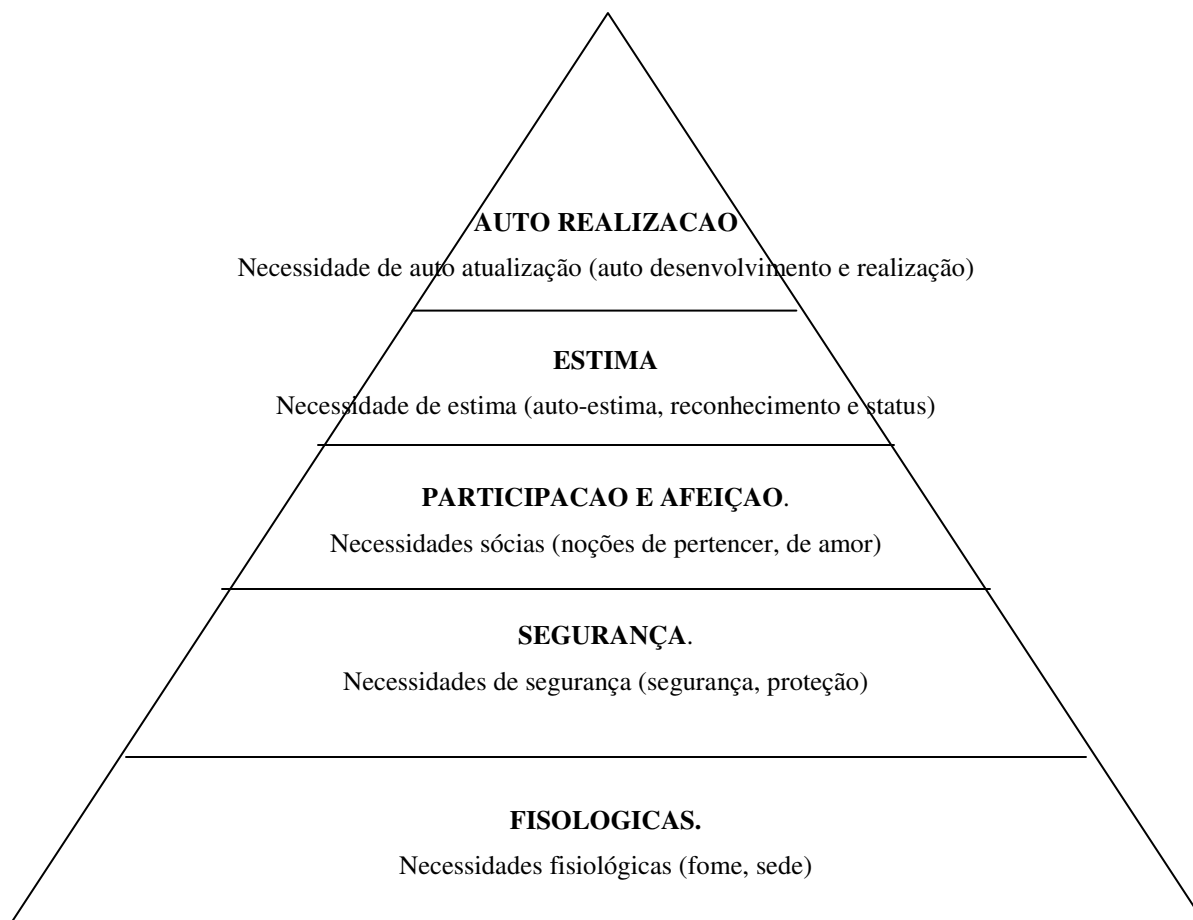 AUTO REALIZACAO
Necessidade de auto atualização (auto desenvolvimento e realização)
ESTIMA
Necessidade de estima (auto-estima, reconhecimento e status)
PARTICIPACAO E AFEIÇAO.
Necessidades sócias (noções de pertencer, de amor)
SEGURANÇA.
Necessidades de segurança (segurança, proteção)
FISOLOGICAS.
Necessidades fisiológicas (fome, sede)